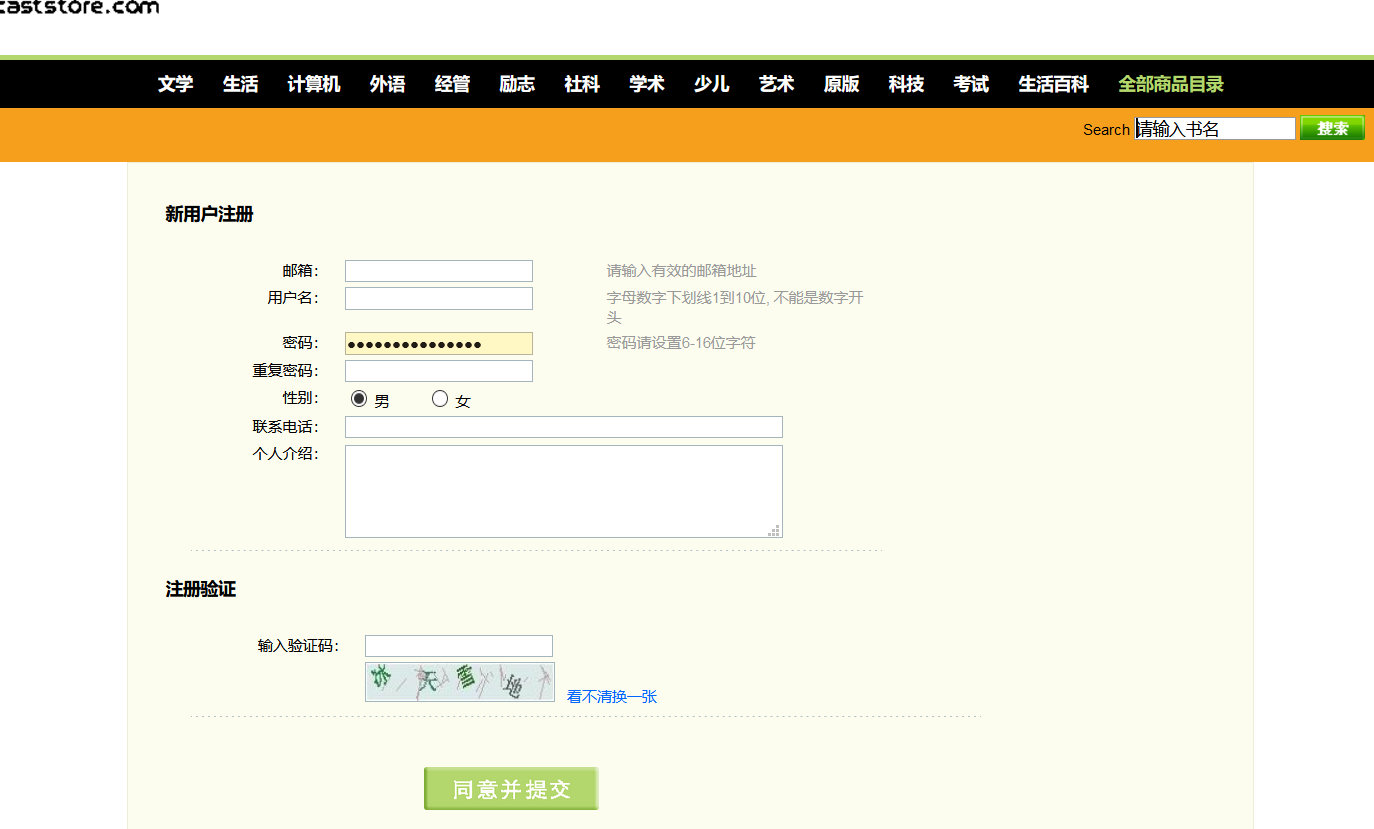 caststore.com
文学 生活 计算机 外语 经管 励志 社科 学术 少儿 艺术 原版 科技 考试 生活百科 全部商品目录
Search 请输入书名 搜索
新用户注册
邮箱： 请输入有效的邮箱地址
用户名： 字母数字下划线1到10位, 不能是数字开
头
密码： ●●●●●●●●●●●●●●● 密码请设置6-16位字符
重复密码：
性别： 男 女
联系电话：
个人介绍：
注册验证
输入验证码：
冰天雪地 看不清换一张
同意并提交